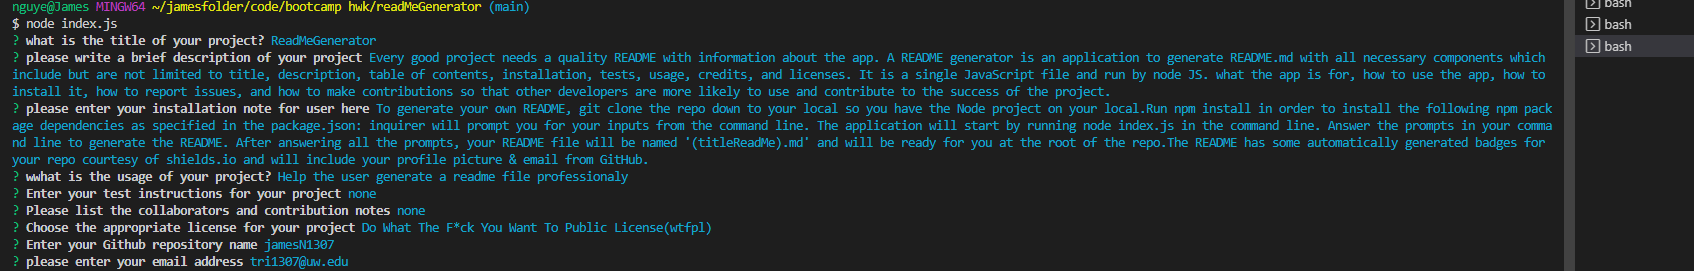 nguye@James MINGW64 ~/jamesfolder/code/bootcamp hwk/readMeGenerator (main)
$ node index.js
? what is the title of your project? ReadMeGenerator
? please write a brief description of your project Every good project needs a quality README with information about the app. A README generator is an application to generate README.md with all necessary components which
include but are not limited to title, description, table of contents, installation, tests, usage, credits, and licenses. It is a single JavaScript file and run by node JS. what the app is for, how to use the app, how to
install it, how to report issues, and how to make contributions so that other developers are more likely to use and contribute to the success of the project.
? please enter your installation note for user here To generate your own README, git clone the repo down to your local so you have the Node project on your local.Run npm install in order to install the following npm pack
age dependencies as specified in the package.json: inquirer will prompt you for your inputs from the command line. The application will start by running node index.js in the command line. Answer the prompts in your comma
nd line to generate the README. After answering all the prompts, your README file will be named '(titleReadMe).md' and will be ready for you at the root of the repo.The README has some automatically generated badges for
your repo courtesy of shields.io and will include your profile picture & email from GitHub.
? wwhat is the usage of your project? Help the user generate a readme file professionaly
? Enter your test instructions for your project none
? Please list the collaborators and contribution notes none
? Choose the appropriate license for your project Do What The F*ck You Want To Public License(wtfpl)
? Enter your Github repository name jamesN1307
? please enter your email address tri1307@uw.edu
bash
bash
bash